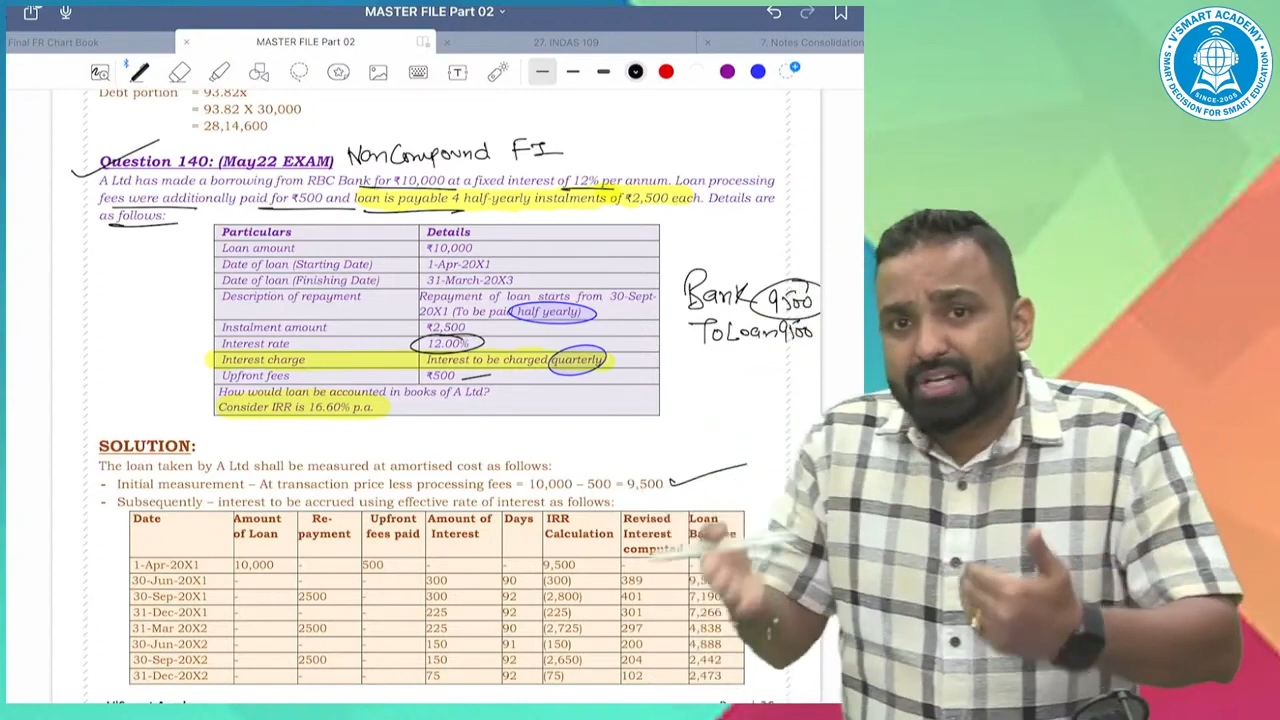 MASTER FILE Part 02
Final FR Chart Book
MASTER FILE Part 02
27. INDAS 109
7. Notes Consolidation
V'SMART ACADEMY
SINCE-2005
SMART DECISION FOR SMART EDUCATION
Debt portion = 93.82x
= 93.82 X 30,000
= 28,14,600
Question 140: (May22 EXAM) NonCompound FI
A Ltd has made a borrowing from RBC Bank for ₹10,000 at a fixed interest of 12% per annum. Loan processing
fees were additionally paid for ₹500 and loan is payable 4 half-yearly instalments of ₹2,500 each. Details are
as follows:
Particulars Details
Loan amount ₹10,000
Date of loan (Starting Date) 1-Apr-20X1
Date of loan (Finishing Date) 31-March-20X3
Description of repayment Repayment of loan starts from 30-Sept-
20X1 (To be paid half yearly)
Instalment amount ₹2,500
Interest rate 12.00%
Interest charge Interest to be charged quarterly
Upfront fees ₹500
How would loan be accounted in books of A Ltd?
Consider IRR is 16.60% p.a.
Bank 9500
To Loan 9500
SOLUTION:
The loan taken by A Ltd shall be measured at amortised cost as follows:
- Initial measurement – At transaction price less processing fees = 10,000 – 500 = 9,500
- Subsequently – interest to be accrued using effective rate of interest as follows:
Date Amount Re- Upfront Amount of Days IRR Revised Loan
of Loan payment fees paid Interest Calculation Interest
computed
1-Apr-20X1 10,000 - 500 - - 9,500 - -
30-Jun-20X1 - - - 300 90 (300) 389
30-Sep-20X1 - 2500 - 300 92 (2,800) 401 7,190
31-Dec-20X1 - - - 225 92 (225) 301 7,266
31-Mar 20X2 - 2500 - 225 90 (2,725) 297 4,838
30-Jun-20X2 - - - 150 91 (150) 200 4,888
30-Sep-20X2 - 2500 - 150 92 (2,650) 204 2,442
31-Dec-20X2 - - - 75 92 (75) 102 2,473